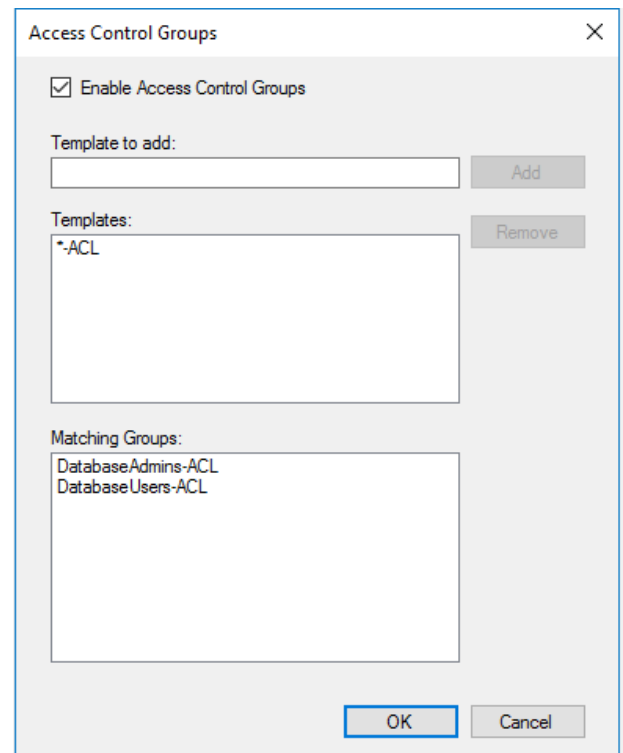 Access Control Groups
Enable Access Control Groups
Template to add:
Add
Templates:
Remove
*-ACL
Matching Groups:
DatabaseAdmins-ACL
DatabaseUsers-ACL
OK Cancel